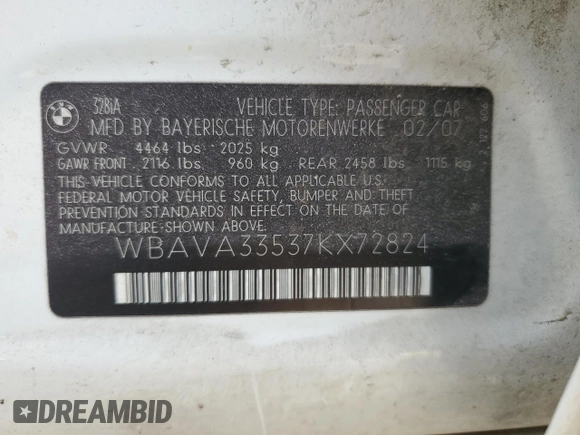 BMW
328iA
VEHICLE TYPE: PASSENGER CAR
MFD BY BAYERISCHE MOTORENWERKE 02/07
GVWR 4464 lbs 2025 kg
GAWR FRONT 2116 lbs 960 kg REAR 2458 lbs 1115 kg
THIS VEHICLE CONFORMS TO ALL APPLICABLE U.S.
FEDERAL MOTOR VEHICLE SAFETY, BUMPER AND THEFT
PREVENTION STANDARDS IN EFFECT ON THE DATE OF
MANUFACTURE SHOWN ABOVE.
WBAVA33537KX72824
DREAMBID